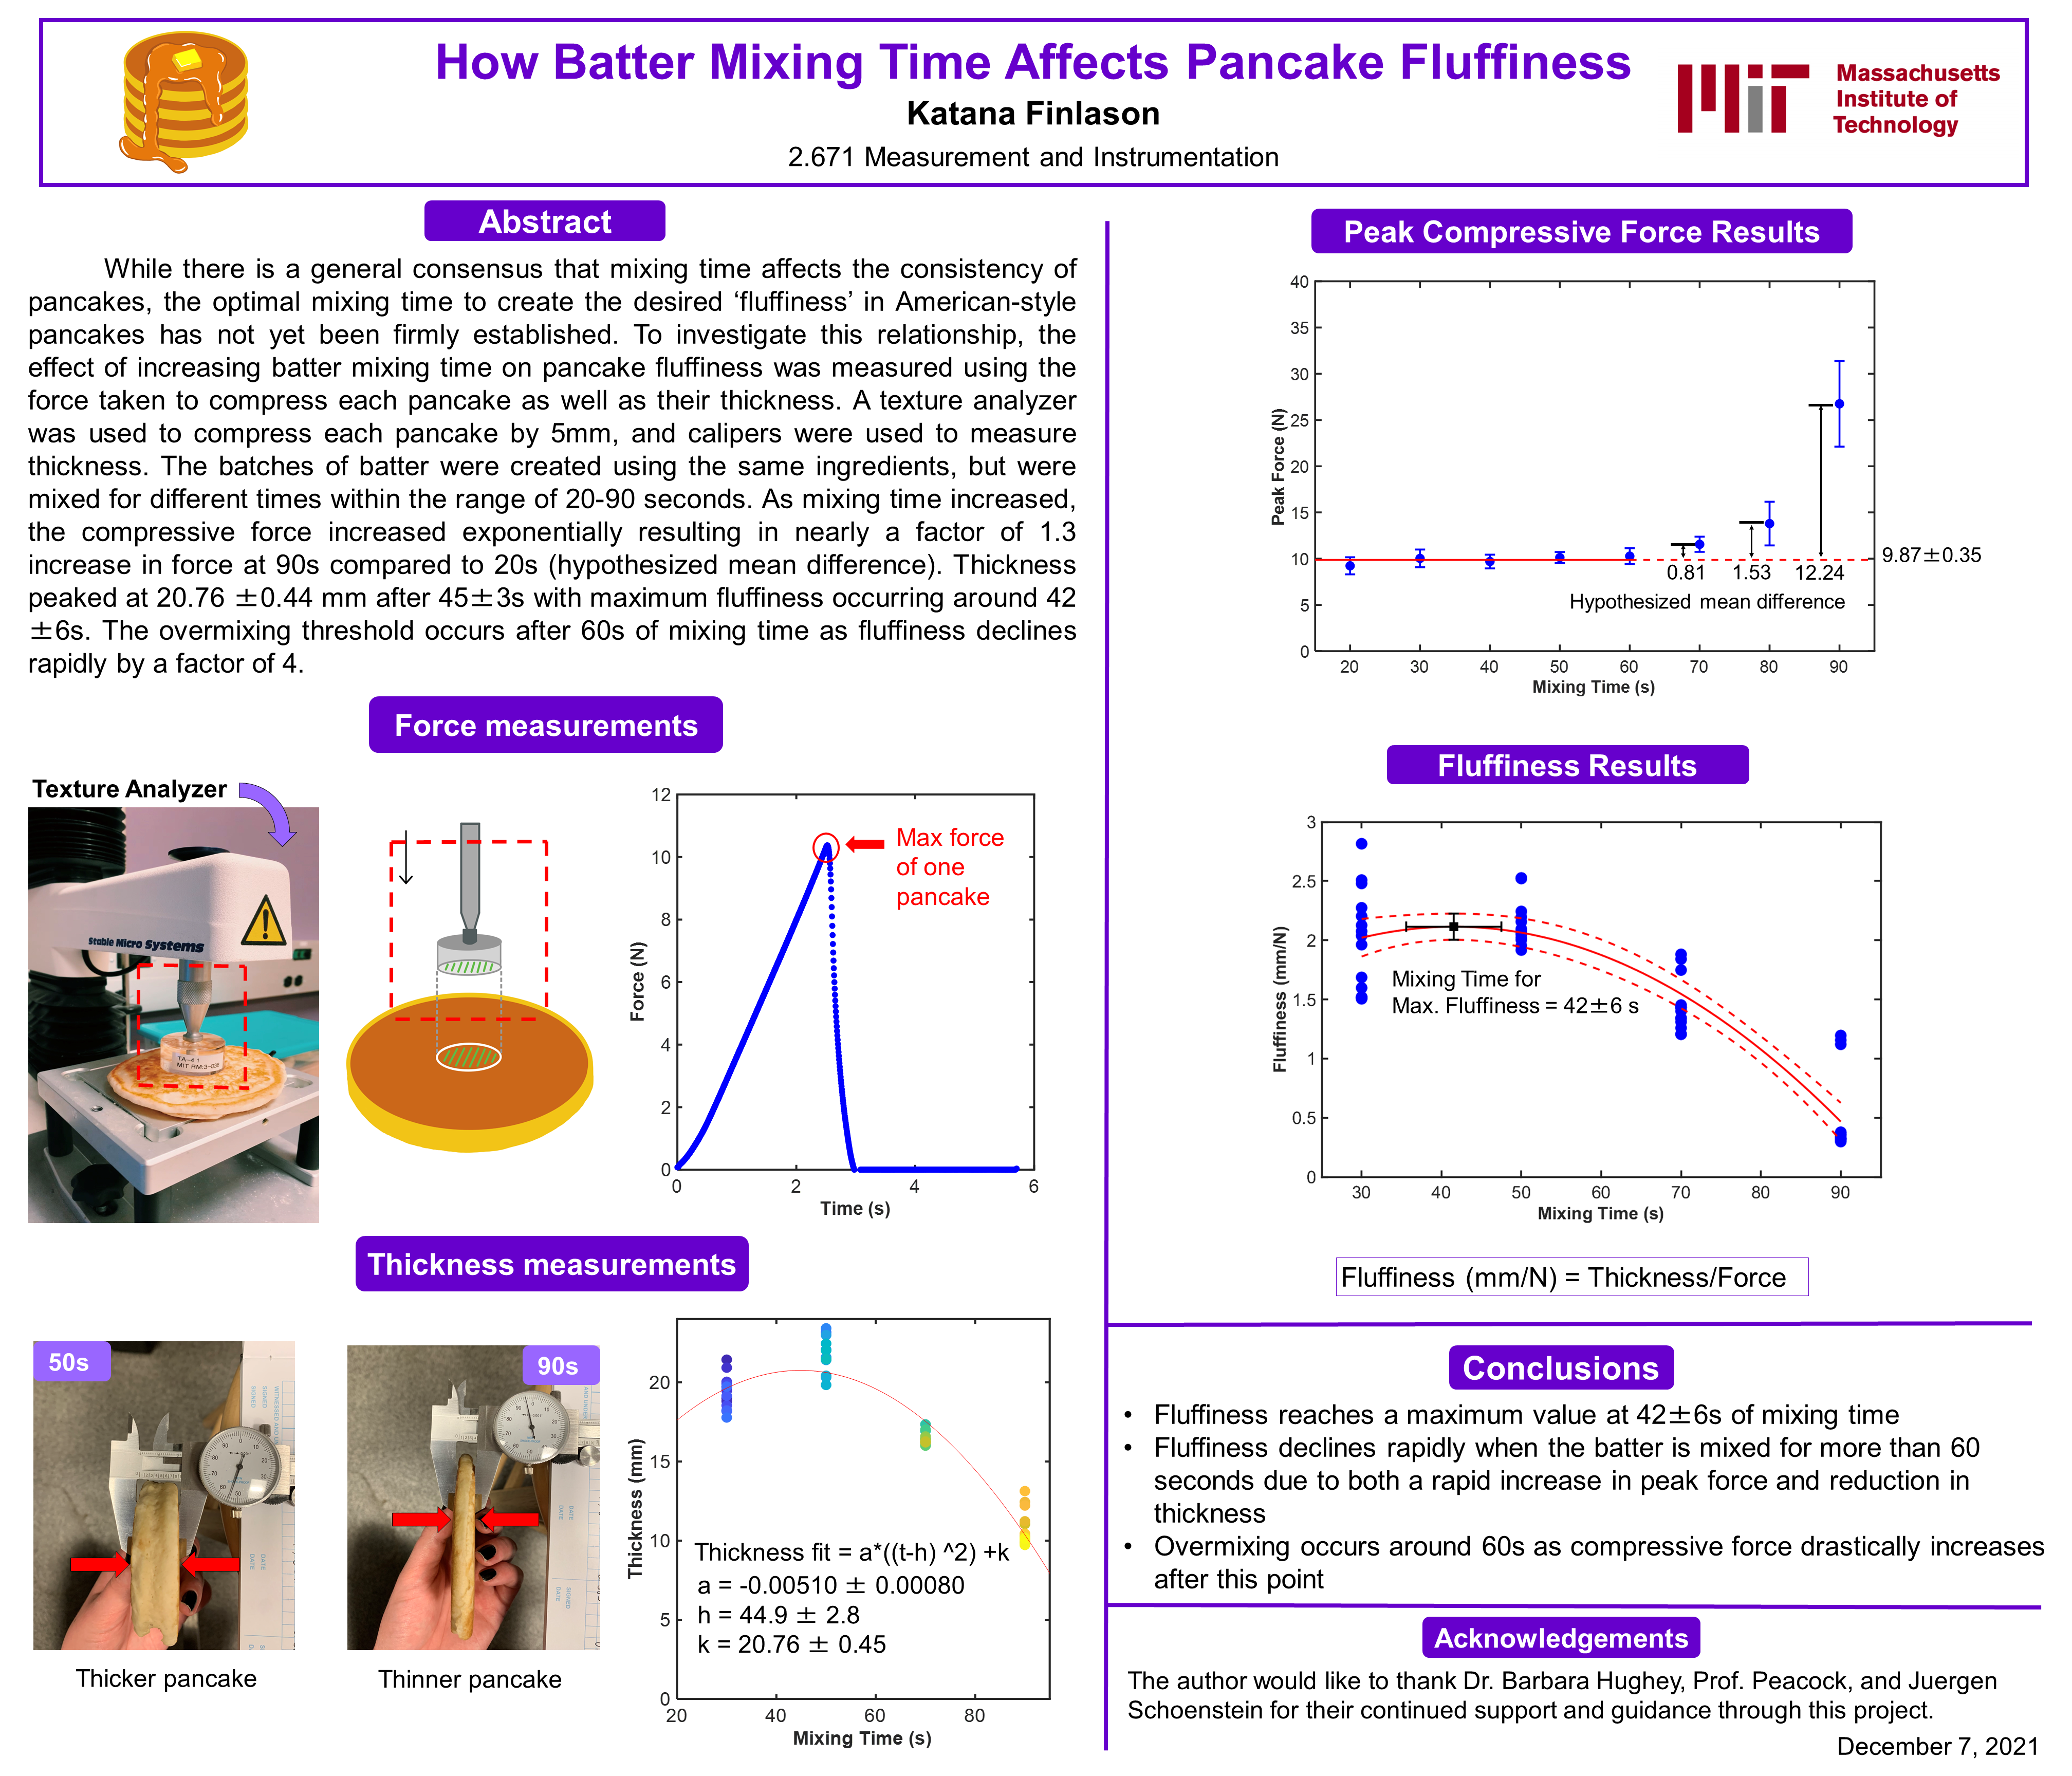 How Batter Mixing Time Affects Pancake Fluffiness
Katana Finlason
2.671 Measurement and Instrumentation
Massachusetts
Institute of
Technology
Abstract
While there is a general consensus that mixing time affects the consistency of
pancakes, the optimal mixing time to create the desired ‘fluffiness’ in American-style
pancakes has not yet been firmly established. To investigate this relationship, the
effect of increasing batter mixing time on pancake fluffiness was measured using the
force taken to compress each pancake as well as their thickness. A texture analyzer
was used to compress each pancake by 5mm, and calipers were used to measure
thickness. The batches of batter were created using the same ingredients, but were
mixed for different times within the range of 20-90 seconds. As mixing time increased,
the compressive force increased exponentially resulting in nearly a factor of 1.3
increase in force at 90s compared to 20s (hypothesized mean difference). Thickness
peaked at 20.76 ±0.44 mm after 45±3s with maximum fluffiness occurring around 42
±6s. The overmixing threshold occurs after 60s of mixing time as fluffiness declines
rapidly by a factor of 4.
Force measurements
Texture Analyzer
Stable Micro Systems
TA-41
12
10
8
6
4
2
0
Force (N)
Max force
of one
pancake
0 2 4 6
Time (s)
Thickness measurements
50s
Thicker pancake
90s
Thinner pancake
20
15
10
5
0
Thickness (mm)
Thickness fit = a*((t-h) ^2) +k
a = -0.00510 ± 0.00080
h = 44.9 ± 2.8
k = 20.76 ± 0.45
20 40 60 80
Mixing Time (s)
Peak Compressive Force Results
40
35
30
25
20
15
10
5
0
Peak Force (N)
9.87±0.35
0.81 1.53 12.24
Hypothesized mean difference
20 30 40 50 60 70 80 90
Mixing Time (s)
Fluffiness Results
3
2.5
2
1.5
1
0.5
0
Fluffiness (mm/N)
Mixing Time for
Max. Fluffiness = 42±6 s
30 40 50 60 70 80 90
Mixing Time (s)
Fluffiness (mm/N) = Thickness/Force
Conclusions
• Fluffiness reaches a maximum value at 42±6s of mixing time
• Fluffiness declines rapidly when the batter is mixed for more than 60
seconds due to both a rapid increase in peak force and reduction in
thickness
• Overmixing occurs around 60s as compressive force drastically increases
after this point
Acknowledgements
The author would like to thank Dr. Barbara Hughey, Prof. Peacock, and Juergen
Schoenstein for their continued support and guidance through this project.
December 7, 2021